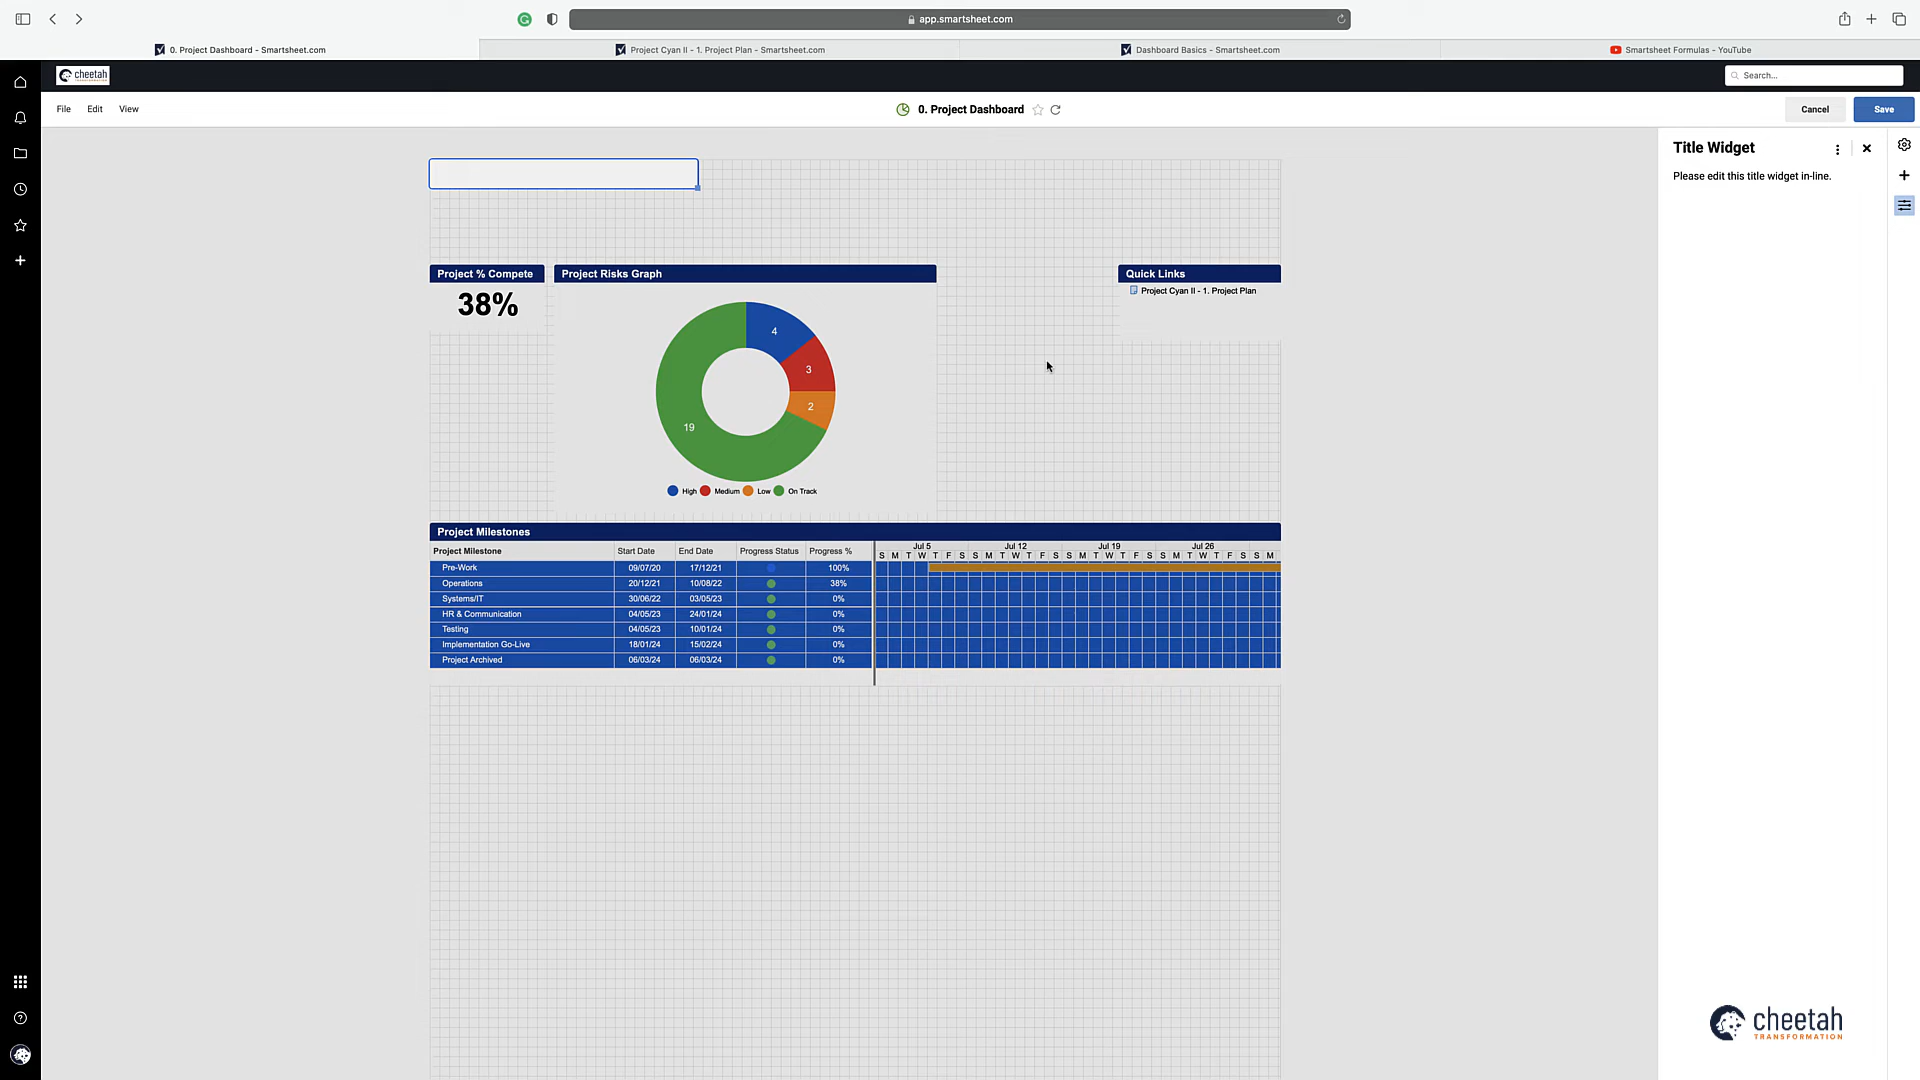 app.smartsheet.com
0. Project Dashboard - Smartsheet.com
Project Cyan II - 1. Project Plan - Smartsheet.com
Dashboard Basics - Smartsheet.com
Smartsheet Formulas - YouTube
cheetah
TRANSFORMATION
Search...
File Edit View
0. Project Dashboard
Cancel Save
Title Widget
Please edit this title widget in-line.
Project % Compete
Project Risks Graph
Quick Links
Project Cyan II - 1. Project Plan
38%
4
3
2
19
High Medium Low On Track
Project Milestones
Jul 5 Jul 12 Jul 19 Jul 26
Project Milestone Start Date End Date Progress Status Progress %
S M T W T F S S M T W T F S S M T W T F S S M T W T F S S M
Pre-Work 09/07/20 17/12/21 100%
Operations 20/12/21 10/08/22 38%
Systems/IT 30/06/22 03/05/23 0%
HR & Communication 04/05/23 24/01/24 0%
Testing 04/05/23 10/01/24 0%
Implementation Go-Live 18/01/24 15/02/24 0%
Project Archived 06/03/24 06/03/24 0%
cheetah
TRANSFORMATION